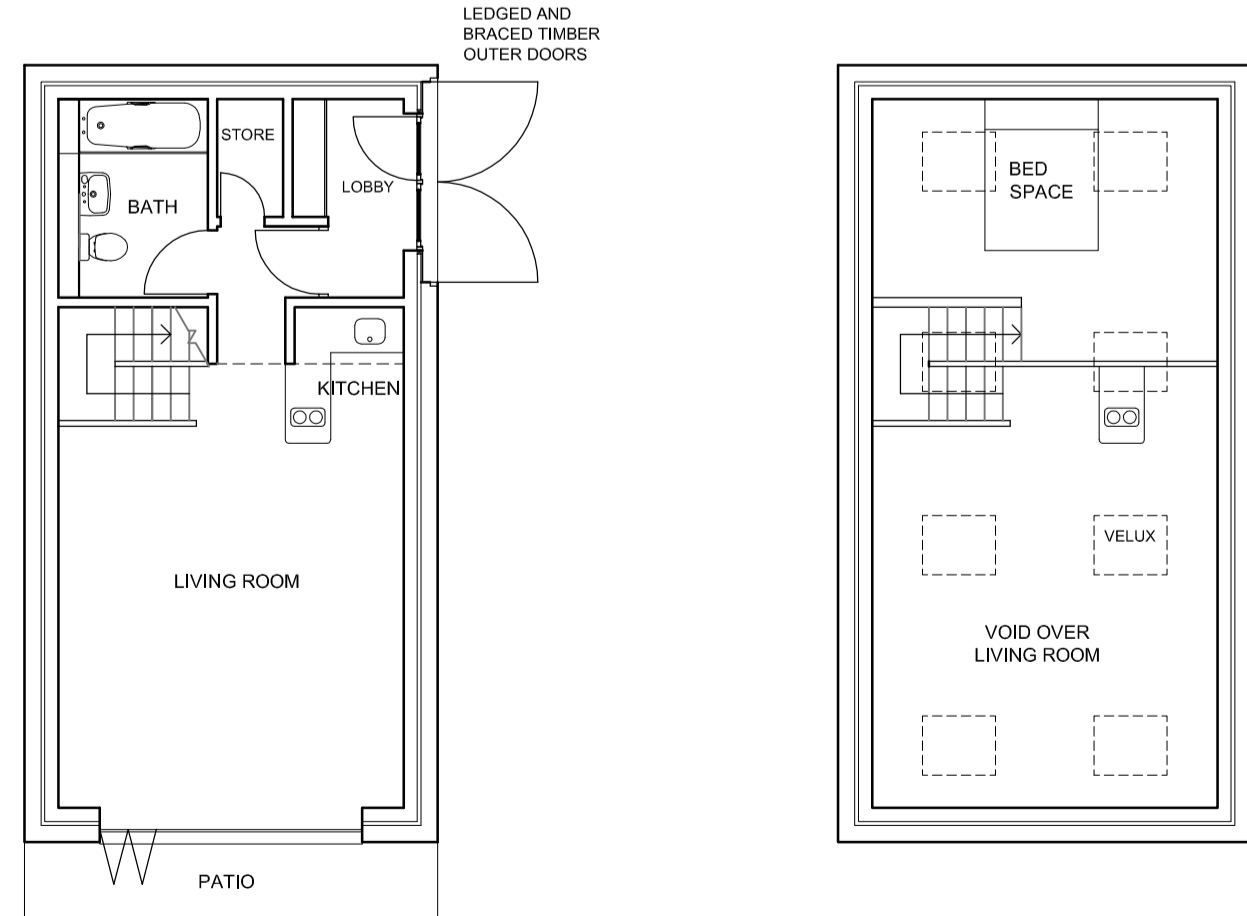 LEDGED AND
BRACED TIMBER
OUTER DOORS
STORE
LOBBY
BATH
KITCHEN
LIVING ROOM
PATIO
BED
SPACE
VELUX
VOID OVER
LIVING ROOM